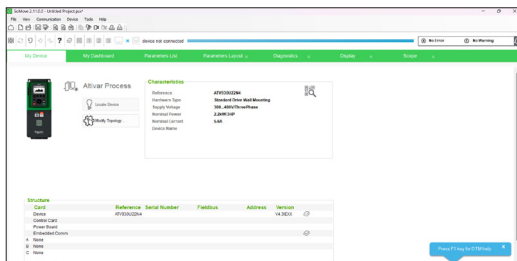 SoMove 2.11.0.0 - Untitled Project.psx*
File View Communication Device Tools Help
device not connected
No Error No Warning
My Device My Dashboard Parameters List Parameters Layout Diagnostics Display Scope
Altivar Process
Locate Device
Modify Topology
Characteristics
Reference ATV930U22N4
Hardware Type Standard Drive Wall Mounting
Supply Voltage 380...480V/ThreePhase
Nominal Power 2.2kW/3HP
Nominal Current 5.6A
Device Name
Structure
Card Reference Serial Number Fieldbus Address Version
Device ATV930U22N4 V4.3IEXX
Control Card
Power Board
Embedded Comm
A None
B None
C None
Press F1 key for DTM help X